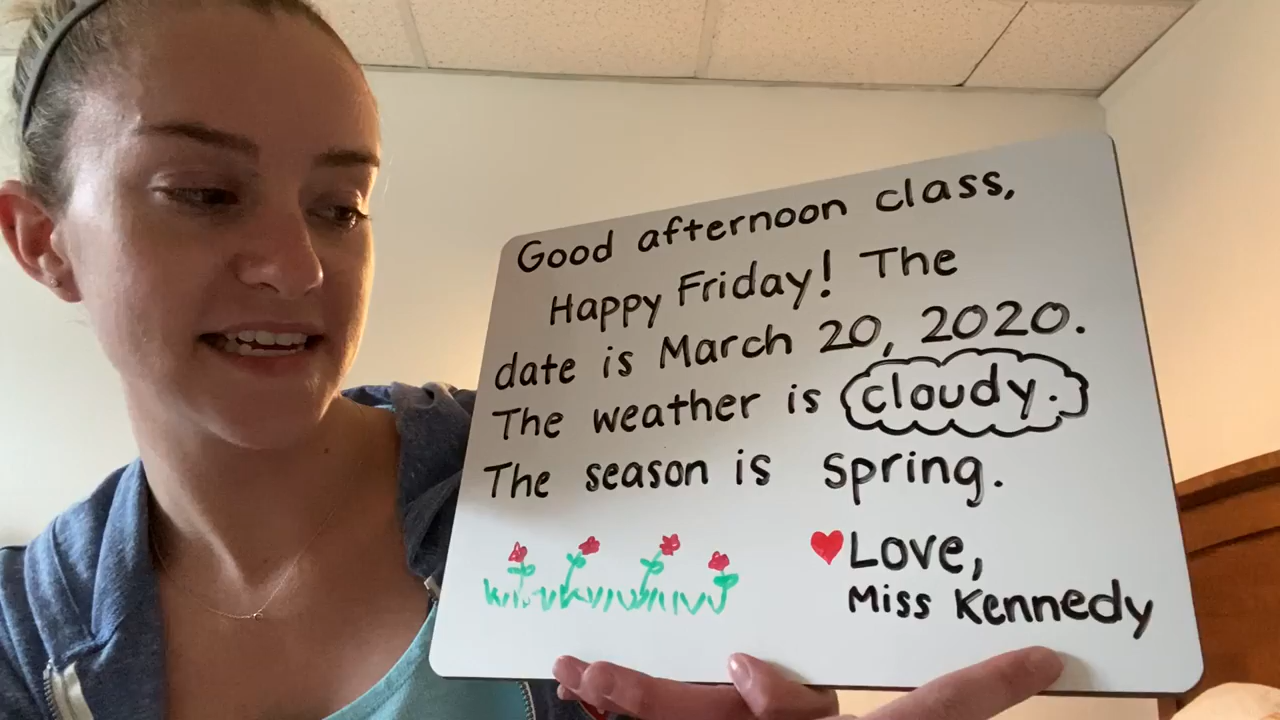 Good afternoon class,
Happy Friday! The
date is March 20, 2020.
The weather is cloudy.
The season is spring.
Love,
Miss Kennedy